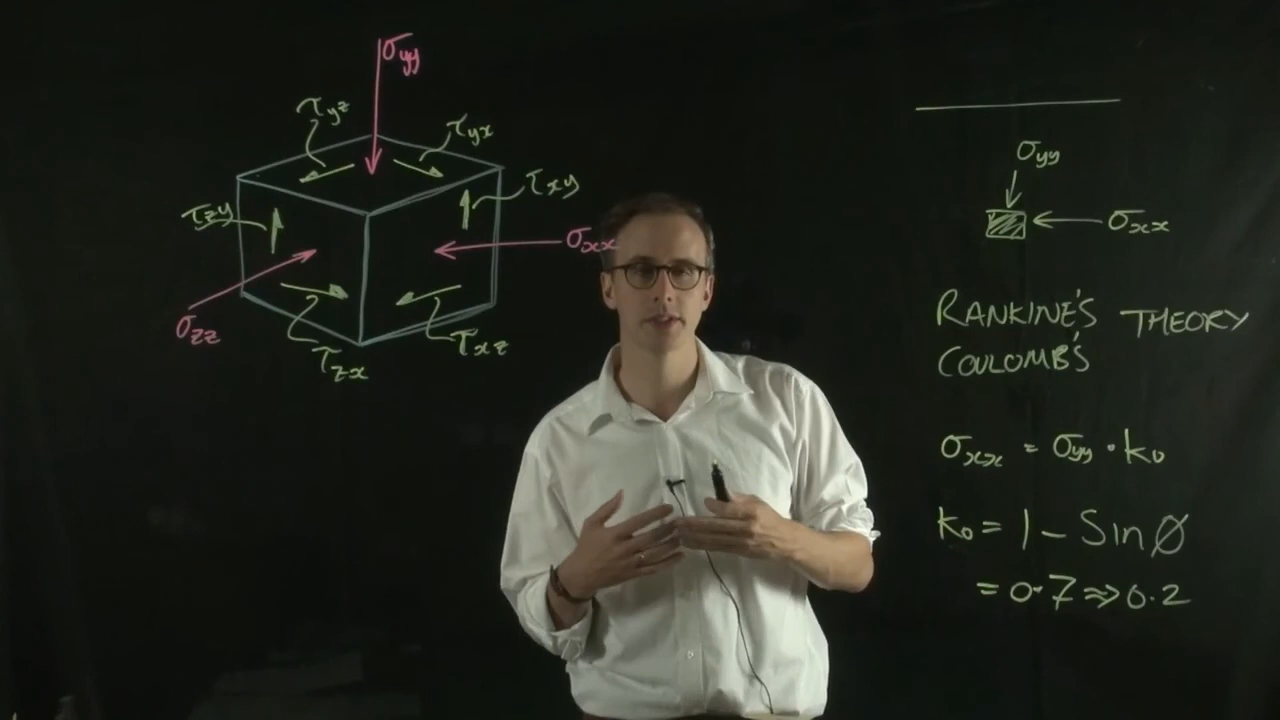 σyy
τyz
τyx
τxy
τzy
σxx
σzz
τzx
τxz
σyy
σxx
RANKINE'S THEORY
COULOMB'S
σxx = σyy · k₀
k₀ = 1 - Sin Ø
= 0.7 ⇒ 0.2